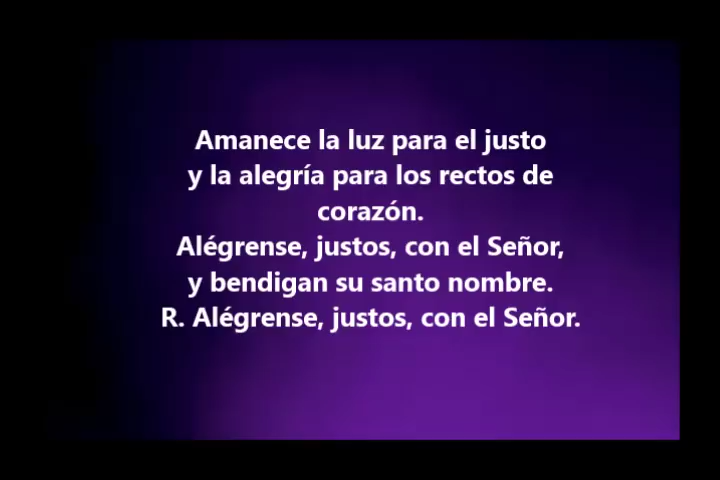 Amanece la luz para el justo
y la alegría para los rectos de
corazón.
Alégrense, justos, con el Señor,
y bendigan su santo nombre.
R. Alégrense, justos, con el Señor.